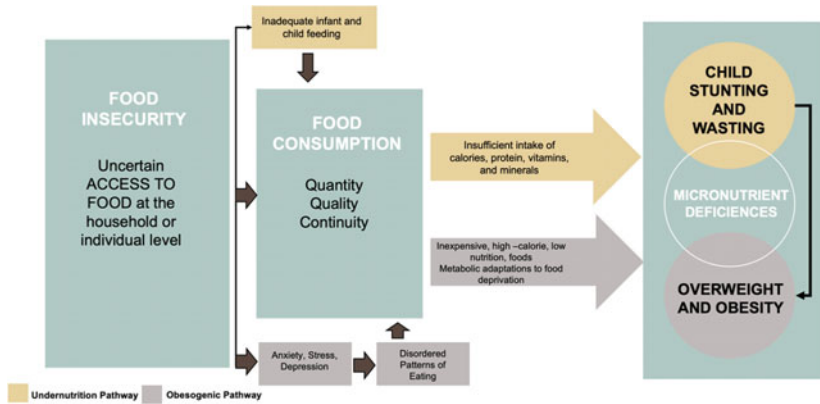 FOOD
INSECURITY
Uncertain
ACCESS TO
FOOD at the
household or
individual level
Inadequate infant and
child feeding
FOOD
CONSUMPTION
Quantity
Quality
Continuity
Anxiety, Stress,
Depression
Disordered
Patterns of
Eating
Insufficient intake of
calories, protein, vitamins,
and minerals
Inexpensive, high –calorie, low
nutrition, foods
Metabolic adaptations to food
deprivation
CHILD
STUNTING
AND
WASTING
MICRONUTRIENT
DEFICIENCES
OVERWEIGHT
AND OBESITY
Undernutrition Pathway
Obesogenic Pathway